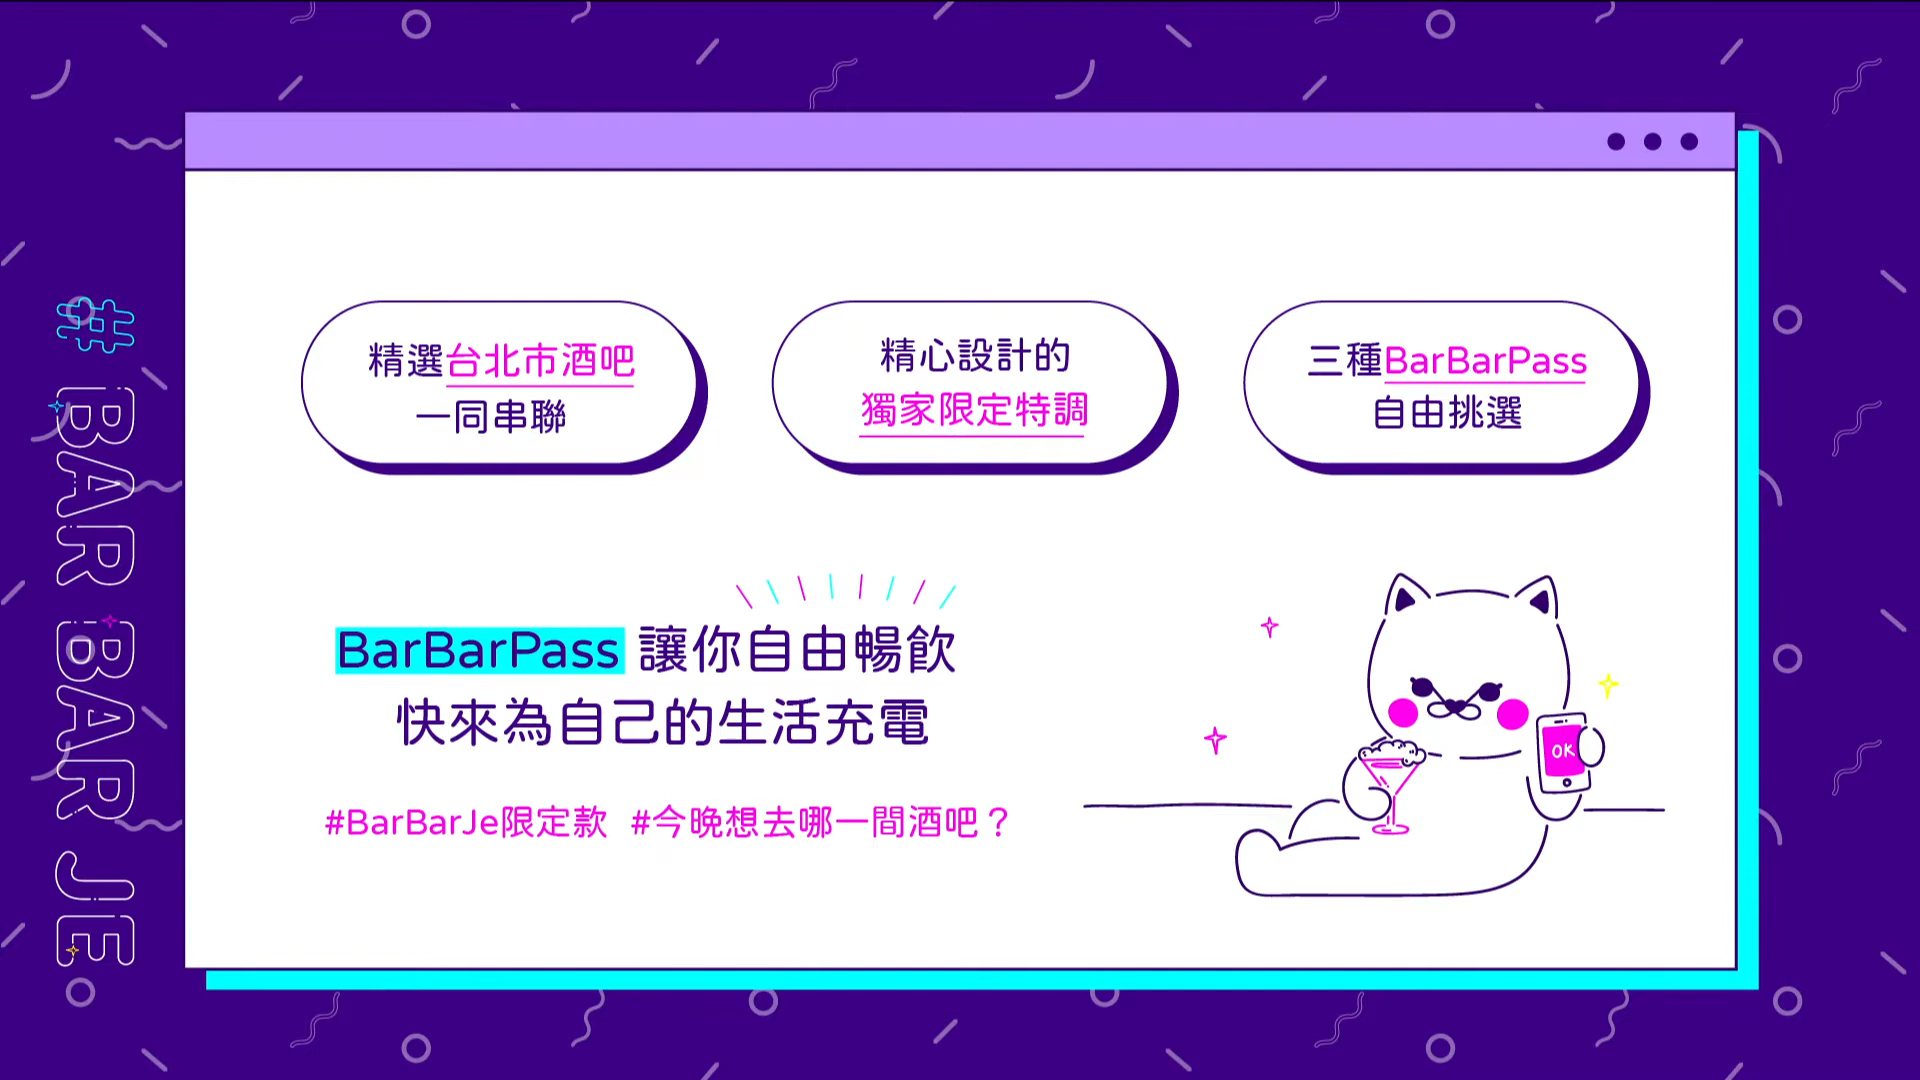 # BAR BAR JE
精選台北市酒吧
一同串聯
精心設計的
獨家限定特調
三種BarBarPass
自由挑選
BarBarPass 讓你自由暢飲
快來為自己的生活充電
#BarBarJe限定款 #今晚想去哪一間酒吧？
OK